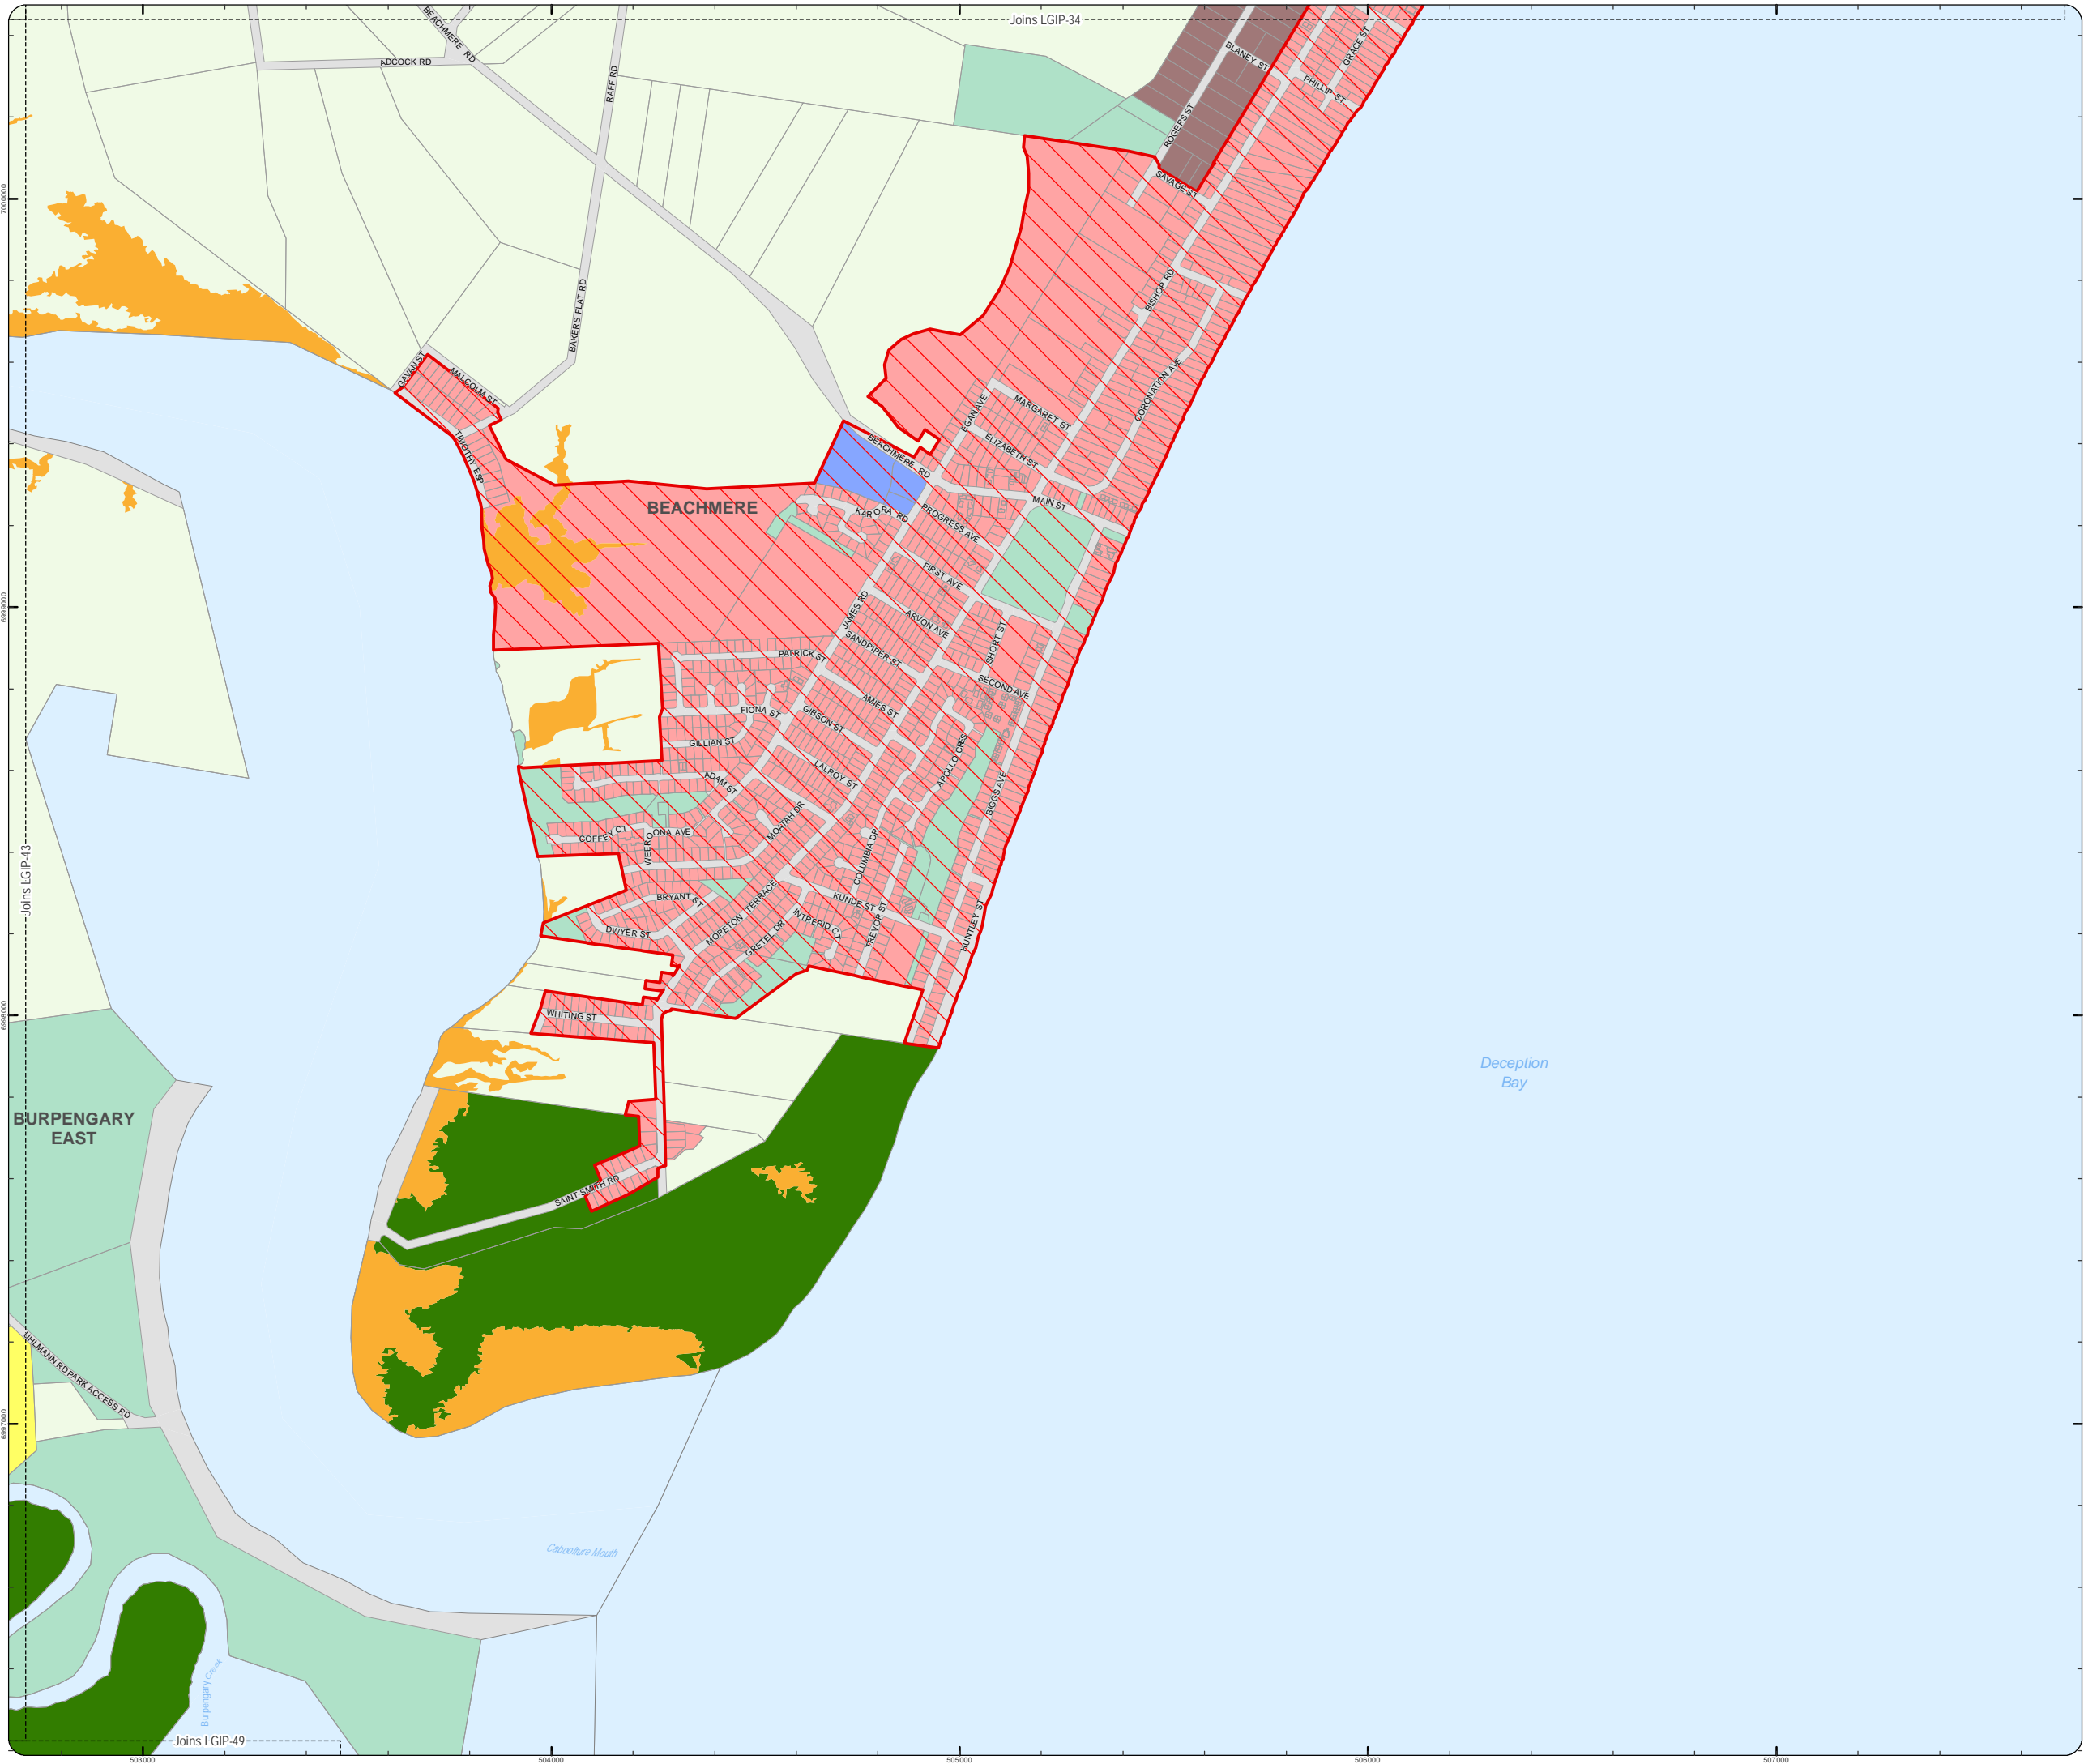 Joins LGIP-34
BEACHMERE RD
ADCOCK RD
RAFF RD
BLANEY ST
GRACE ST
PHILLIP ST
ROGERS ST
SAVAGE ST
7000000
BISHOP RD
BAKERS FLAT RD
GAVAN ST
MALCOLM ST
CORONATION AVE
EGAN AVE
MARGARET ST
TIMOTHY ESP
BEACHMERE RD
ELIZABETH ST
BEACHMERE
MAIN ST
KARORA RD
PROGRESS AVE
FIRST AVE
6999000
JAMES RD
ARVON AVE
SHORT ST
SANDPIPER ST
PATRICK ST
SECOND AVE
AMIES ST
FIONA ST
GIBSON ST
GILLIAN ST
APOLLO CRES
LALROY ST
ADAM ST
BIGGS AVE
MOATAH DR
COFFEY CT
WEEROONA AVE
COLUMBIA DR
Joins LGIP-43
BRYANT ST
KUNDE ST
MORETON TERRACE
INTREPID CT
TREVOR ST
HUNTLEY ST
DWYER ST
GRETEL DR
6998000
WHITING ST
Deception
Bay
BURPENGARY
EAST
SAINT-SMITH RD
UHLMANN RD PARK ACCESS RD
6997000
Caboolture Mouth
Burpengary Creek
Joins LGIP-49
503000
504000
505000
506000
507000